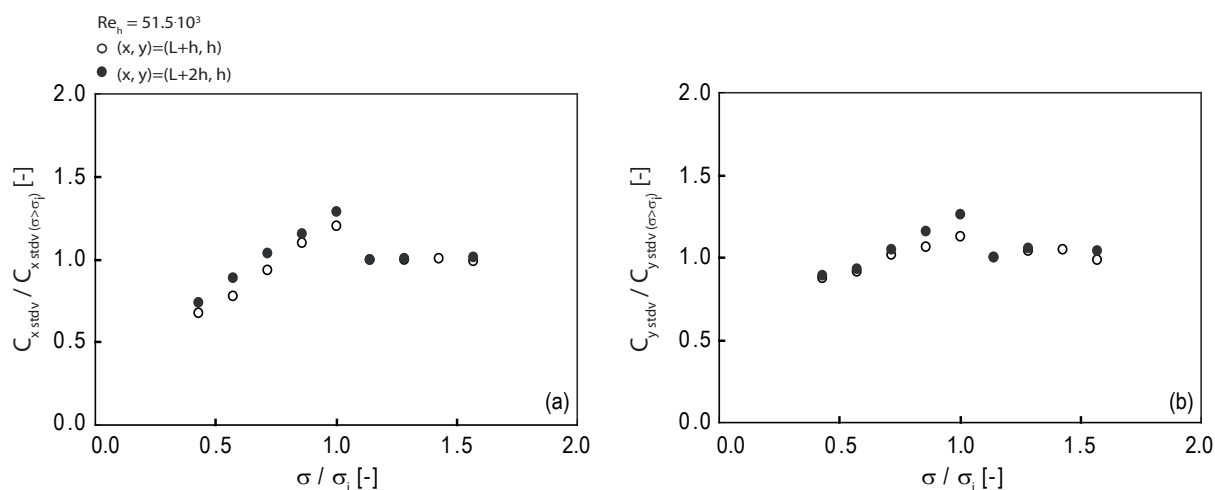 Re_h = 51.5·10³
(x, y)=(L+h, h)
(x, y)=(L+2h, h)
2.0
1.5
1.0
0.5
0.0
C_x stdv / C_x stdv (σ>σ_i) [-]
(a)
0.0 0.5 1.0 1.5 2.0
σ / σ_i [-]
2.0
1.5
1.0
0.5
0.0
C_y stdv / C_y stdv (σ>σ_i) [-]
(b)
0.0 0.5 1.0 1.5 2.0
σ / σ_i [-]